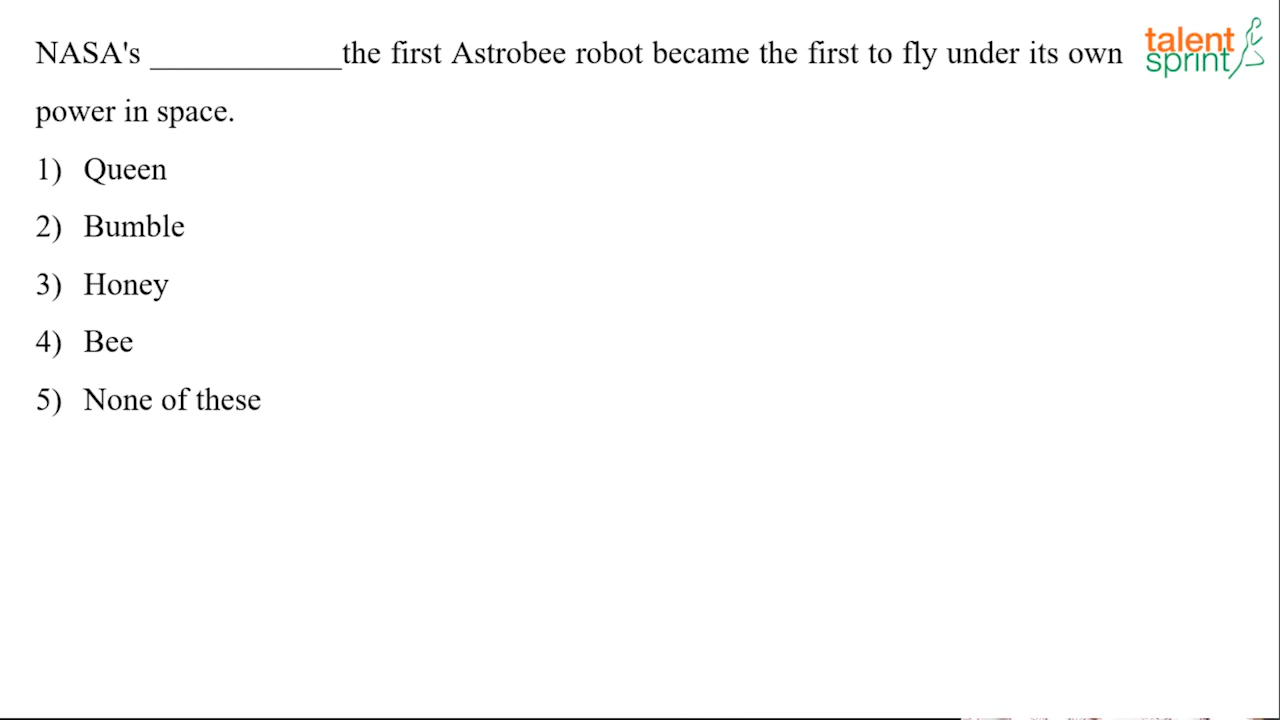 NASA's ____________the first Astrobee robot became the first to fly under its own
power in space.
1) Queen
2) Bumble
3) Honey
4) Bee
5) None of these
talent
sprint